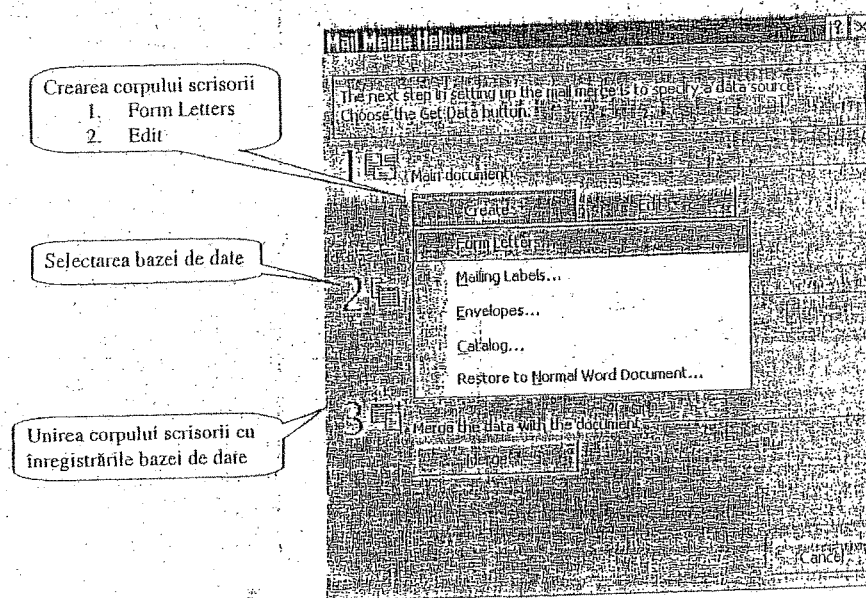 Mail Merge Helper
The next step in setting up the mail merge is to specify a data source.
Choose the Get Data button.
Crearea corpului scrisorii
1. Form Letters
2. Edit
1
Main document
Create
Edit
Form Letters...
Selectarea bazei de date
2
Mailing Labels...
Envelopes...
Catalog...
Restore to Normal Word Document...
Unirea corpului scrisorii cu
înregistrările bazei de date
3
Merge the data with the document
Merge...
Cancel